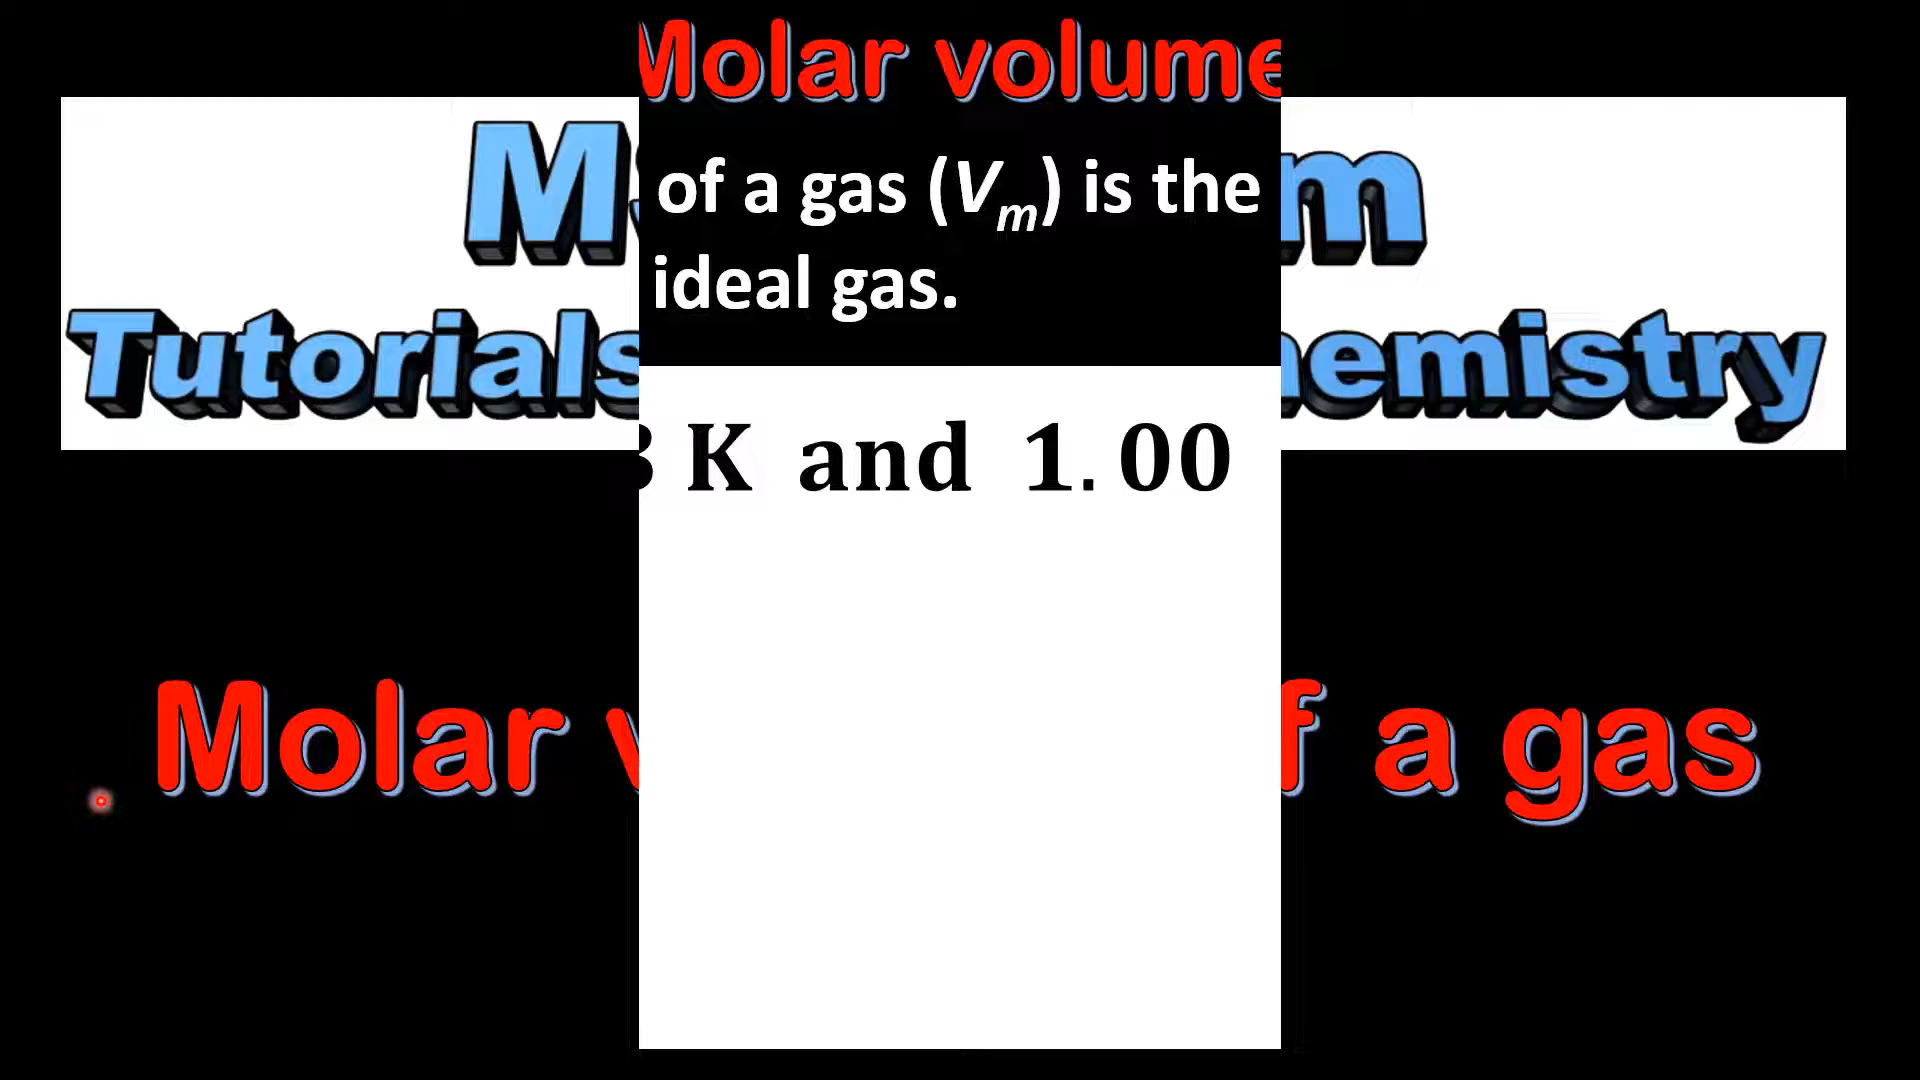 Molar volume
of a gas (Vm) is the
ideal gas.
K and 1.00
M
m
Tutorials
emistry
Molar
f a gas